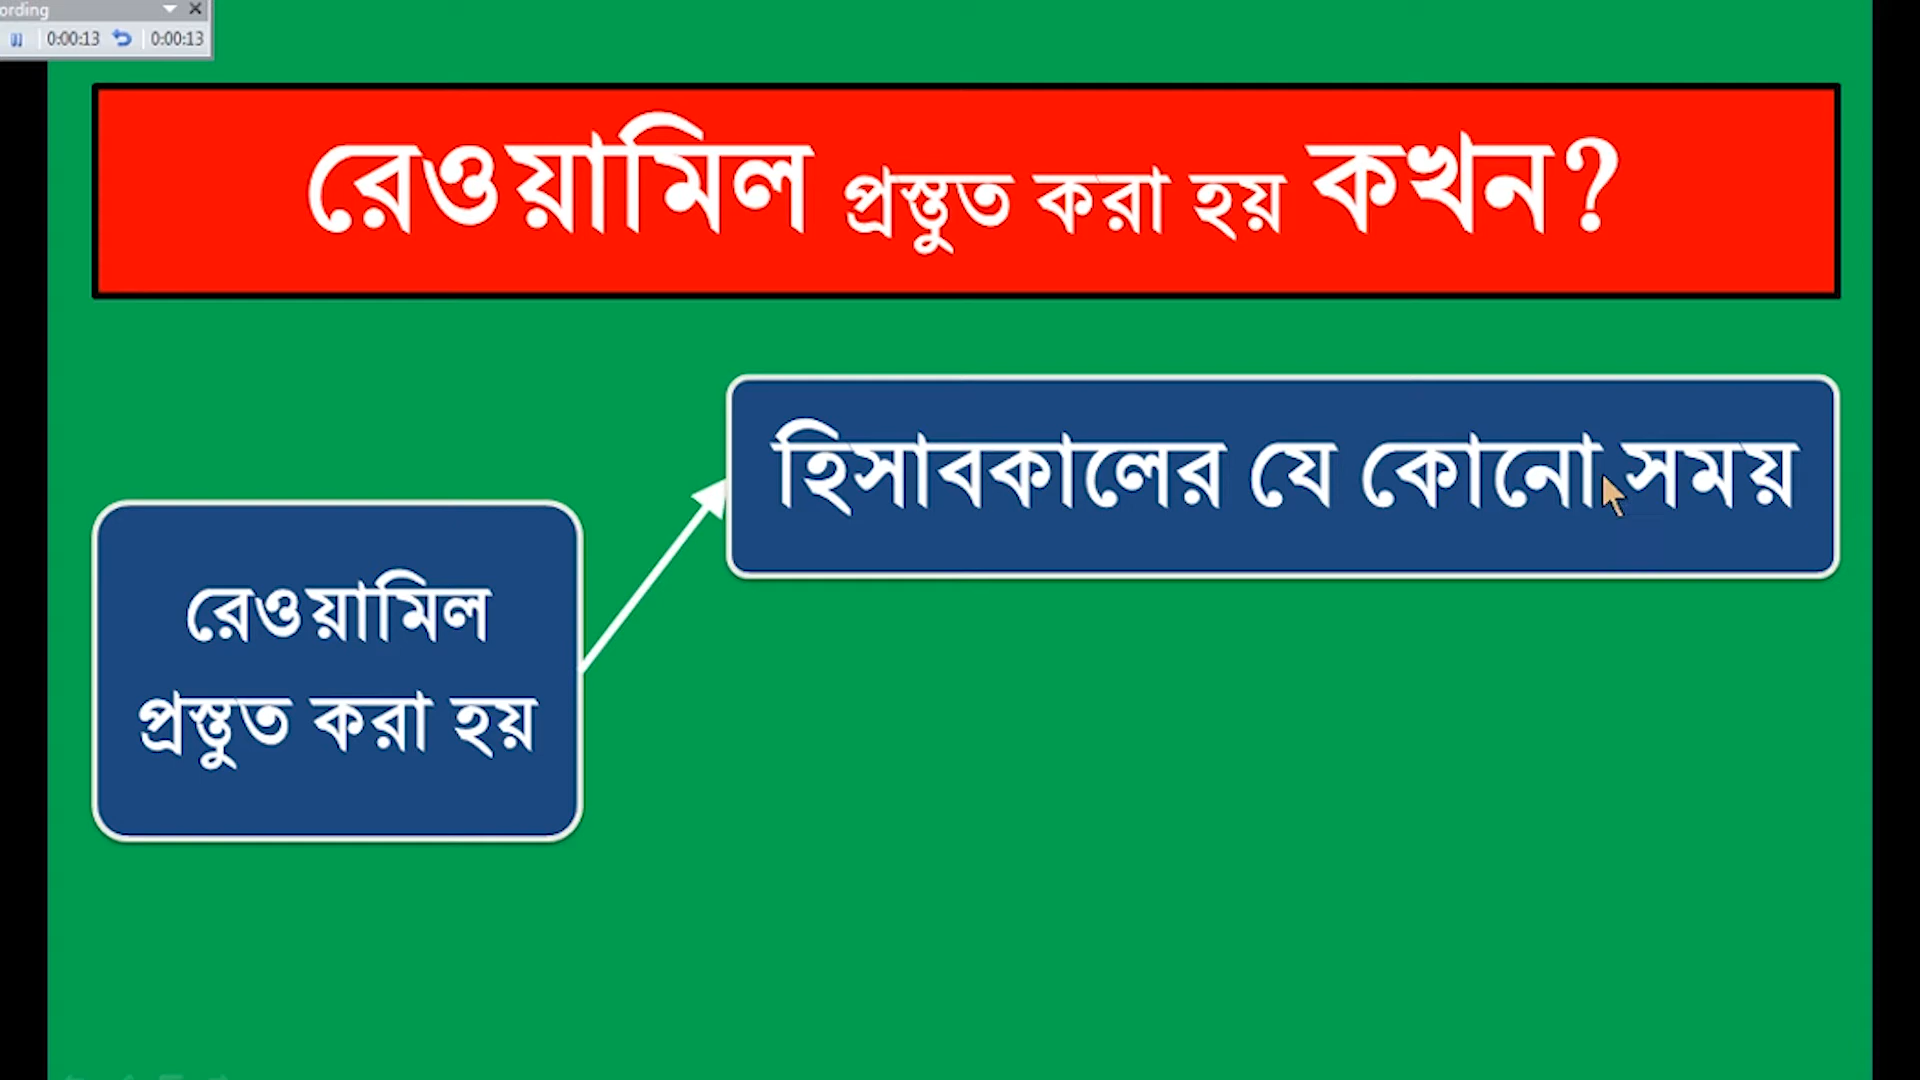 ording
0:00:13 0:00:13
রেওয়ামিল প্রস্তুত করা হয় কখন?
হিসাবকালের যে কোনো সময়
রেওয়ামিল
প্রস্তুত করা হয়